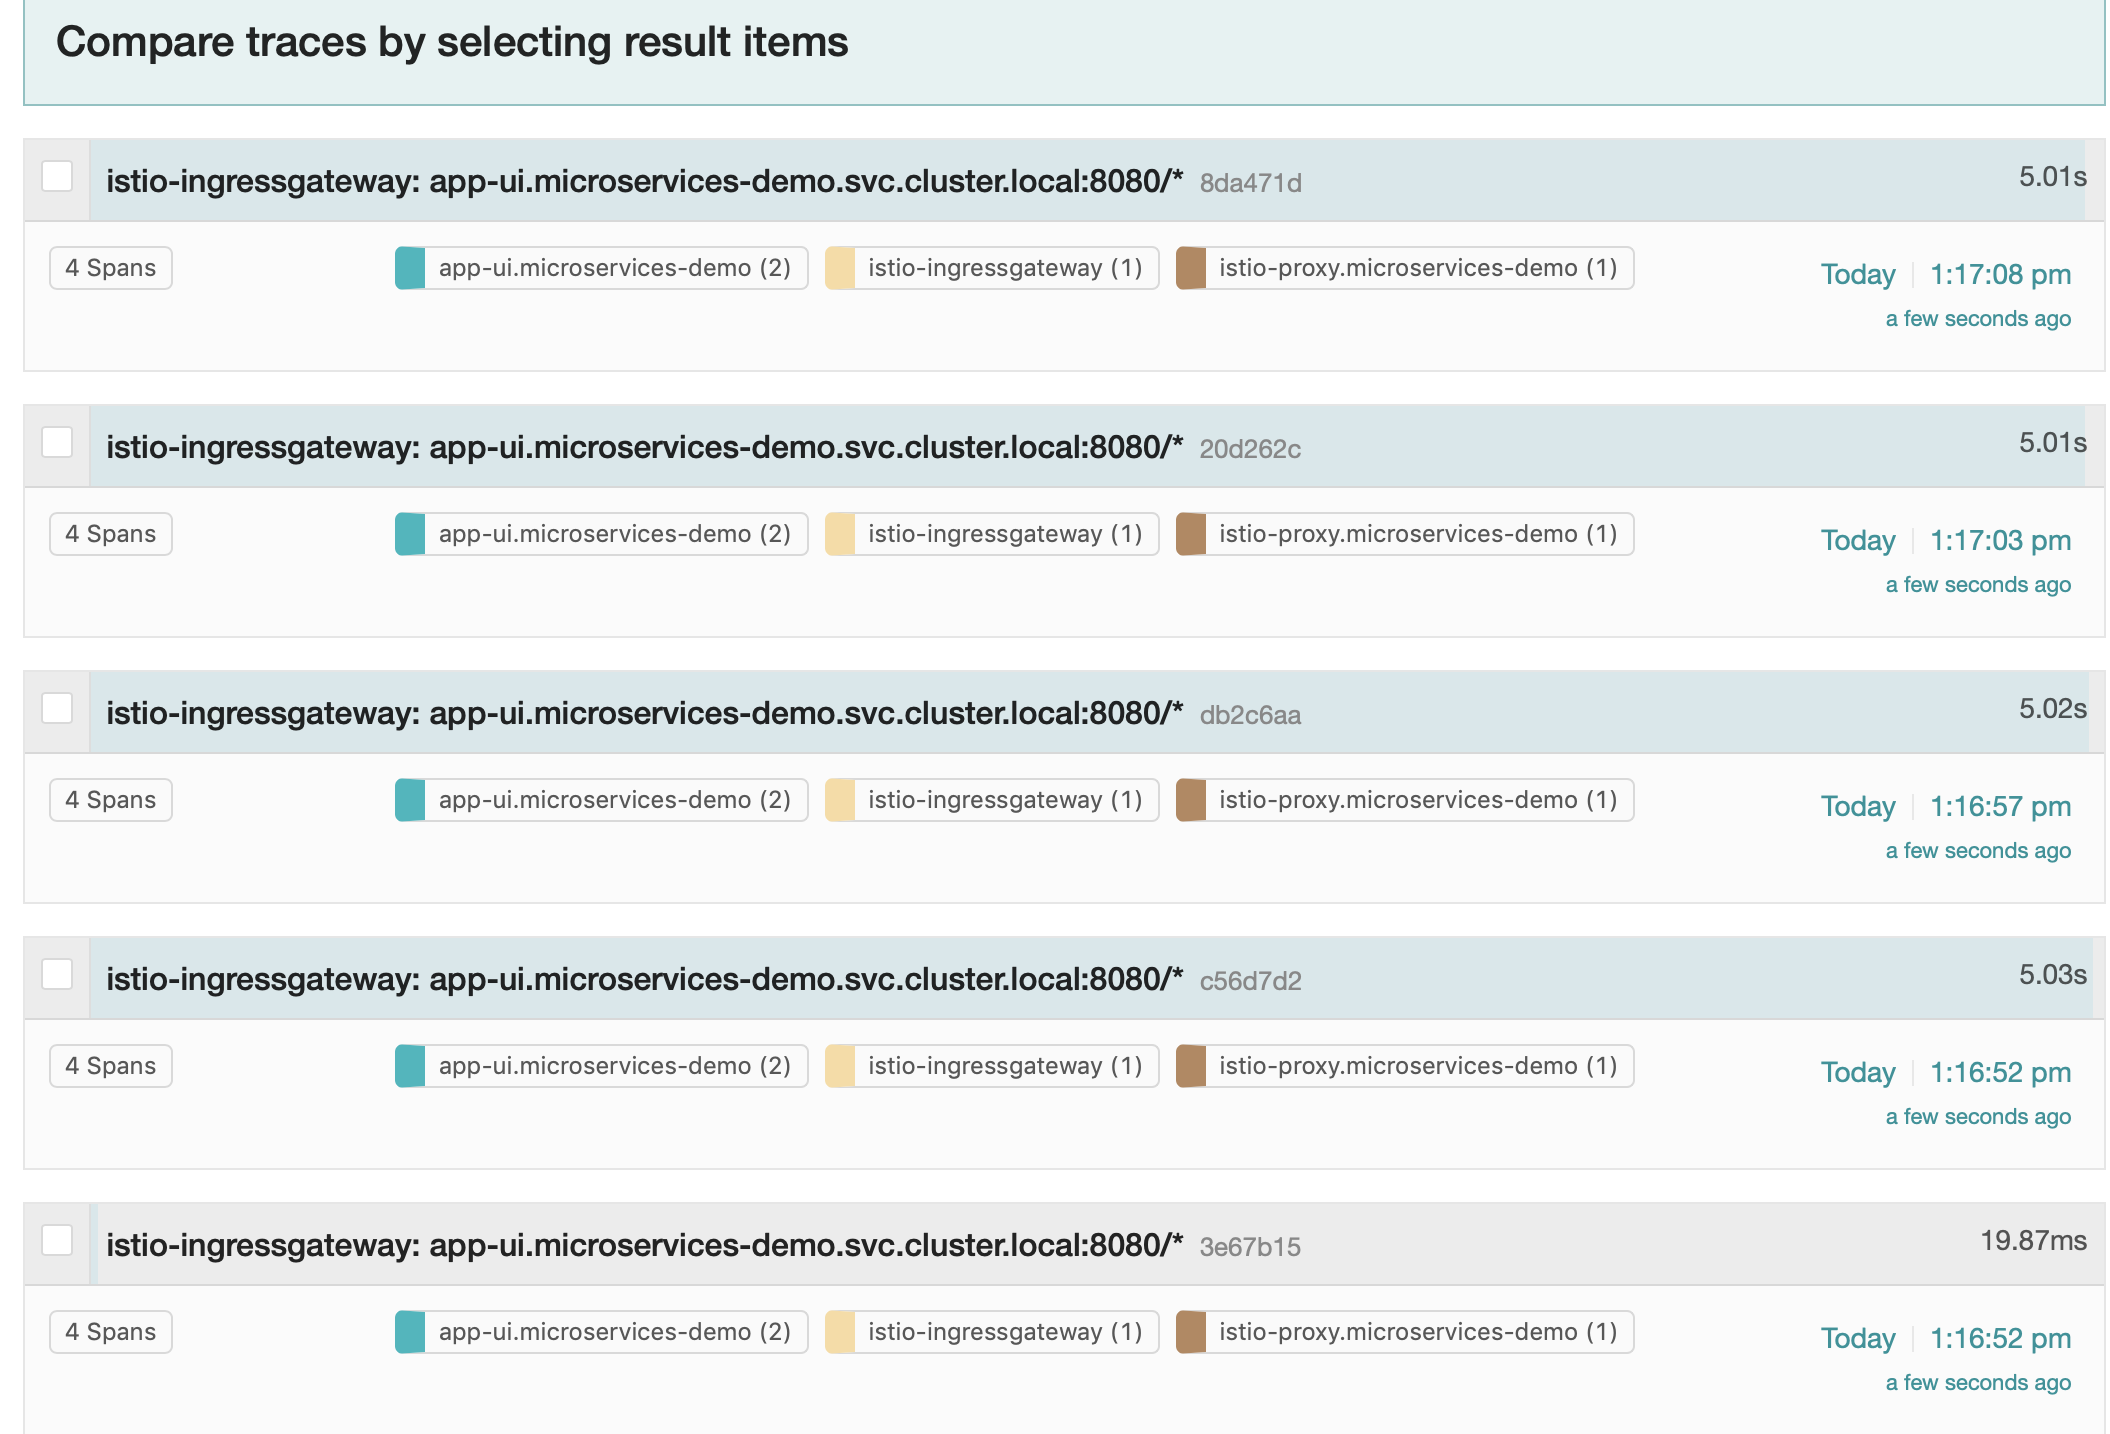 Compare traces by selecting result items
istio-ingressgateway: app-ui.microservices-demo.svc.cluster.local:8080/* 8da471d 5.01s
4 Spans app-ui.microservices-demo (2) istio-ingressgateway (1) istio-proxy.microservices-demo (1) Today 1:17:08 pm
a few seconds ago
istio-ingressgateway: app-ui.microservices-demo.svc.cluster.local:8080/* 20d262c 5.01s
4 Spans app-ui.microservices-demo (2) istio-ingressgateway (1) istio-proxy.microservices-demo (1) Today 1:17:03 pm
a few seconds ago
istio-ingressgateway: app-ui.microservices-demo.svc.cluster.local:8080/* db2c6aa 5.02s
4 Spans app-ui.microservices-demo (2) istio-ingressgateway (1) istio-proxy.microservices-demo (1) Today 1:16:57 pm
a few seconds ago
istio-ingressgateway: app-ui.microservices-demo.svc.cluster.local:8080/* c56d7d2 5.03s
4 Spans app-ui.microservices-demo (2) istio-ingressgateway (1) istio-proxy.microservices-demo (1) Today 1:16:52 pm
a few seconds ago
istio-ingressgateway: app-ui.microservices-demo.svc.cluster.local:8080/* 3e67b15 19.87ms
4 Spans app-ui.microservices-demo (2) istio-ingressgateway (1) istio-proxy.microservices-demo (1) Today 1:16:52 pm
a few seconds ago